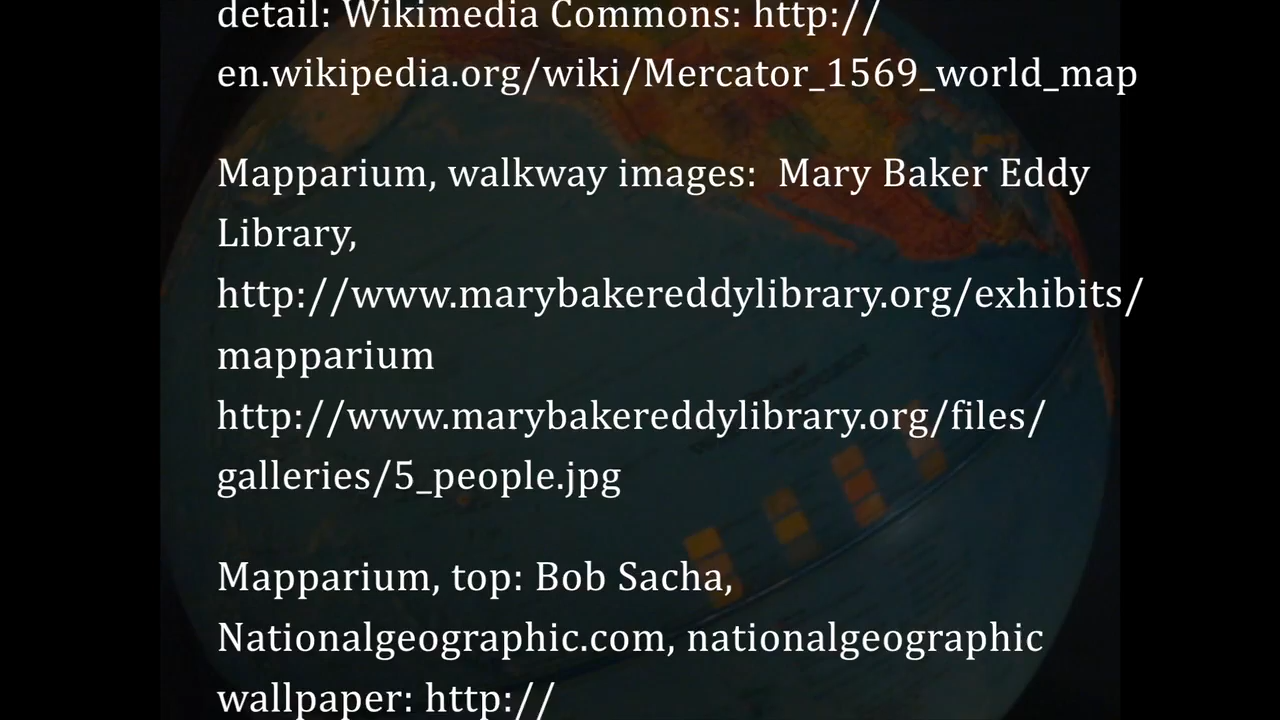 detail: Wikimedia Commons: http://
en.wikipedia.org/wiki/Mercator_1569_world_map
Mapparium, walkway images:  Mary Baker Eddy
Library,
http://www.marybakereddylibrary.org/exhibits/
mapparium
http://www.marybakereddylibrary.org/files/
galleries/5_people.jpg
Mapparium, top: Bob Sacha,
Nationalgeographic.com, nationalgeographic
wallpaper: http://